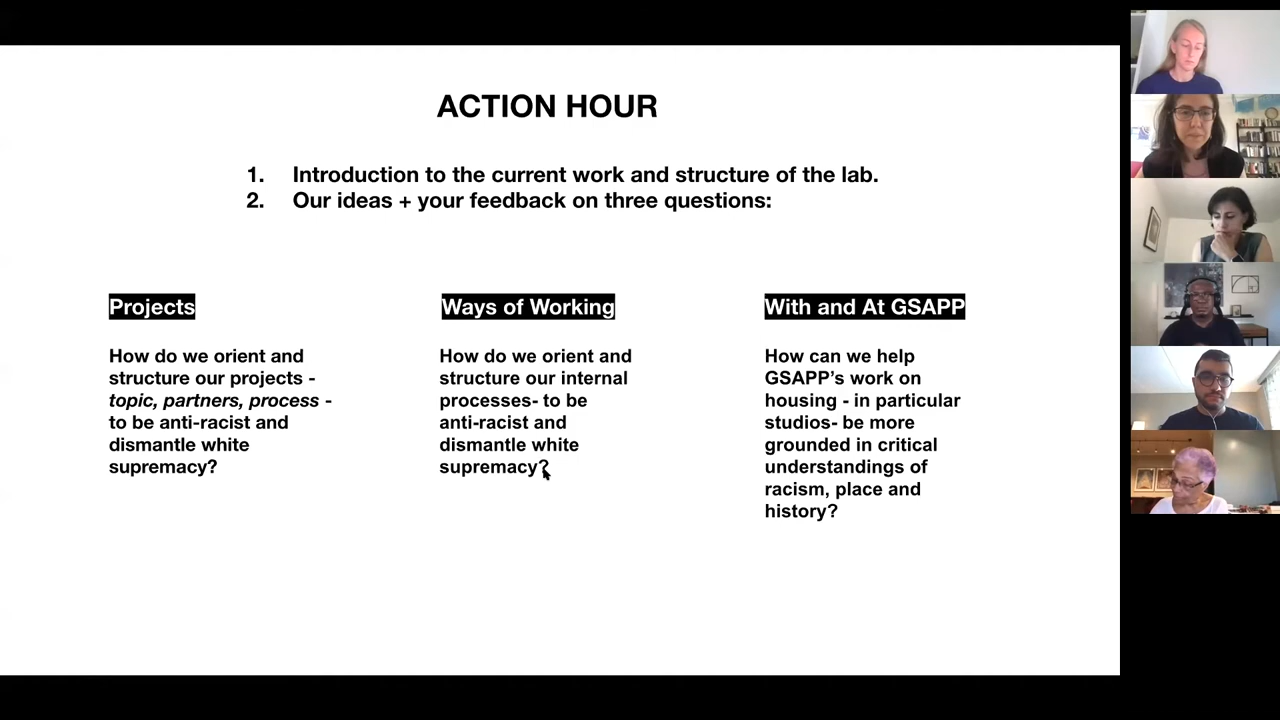 ACTION HOUR
1. Introduction to the current work and structure of the lab.
2. Our ideas + your feedback on three questions:
Projects
How do we orient and
structure our projects -
topic, partners, process -
to be anti-racist and
dismantle white
supremacy?
Ways of Working
How do we orient and
structure our internal
processes- to be
anti-racist and
dismantle white
supremacy?
With and At GSAPP
How can we help
GSAPP’s work on
housing - in particular
studios- be more
grounded in critical
understandings of
racism, place and
history?